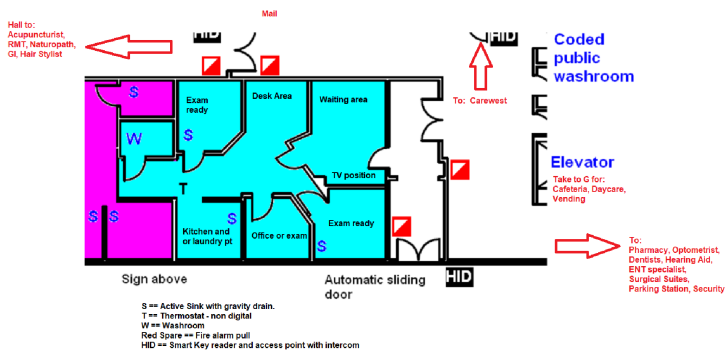 Mail
Hall to:
Acupuncturist,
RMT, Naturopath,
GI, Hair Stylist
HID
HID
Coded
public
washroom
To: Carewest
S
Exam
ready
Desk Area
Waiting area
W
S
Elevator
TV position
Take to G for:
Cafeteria, Daycare,
Vending
T
S
S
S
Kitchen and
or laundry pt
Office or exam
S
Exam ready
To:
Pharmacy, Optometrist,
Dentists, Hearing Aid,
ENT specialist,
Surgical Suites,
Parking Station, Security
Sign above
Automatic sliding
door
HID
S == Active Sink with gravity drain.
T == Thermostat - non digital
W == Washroom
Red Spare == Fire alarm pull
HID == Smart Key reader and access point with intercom